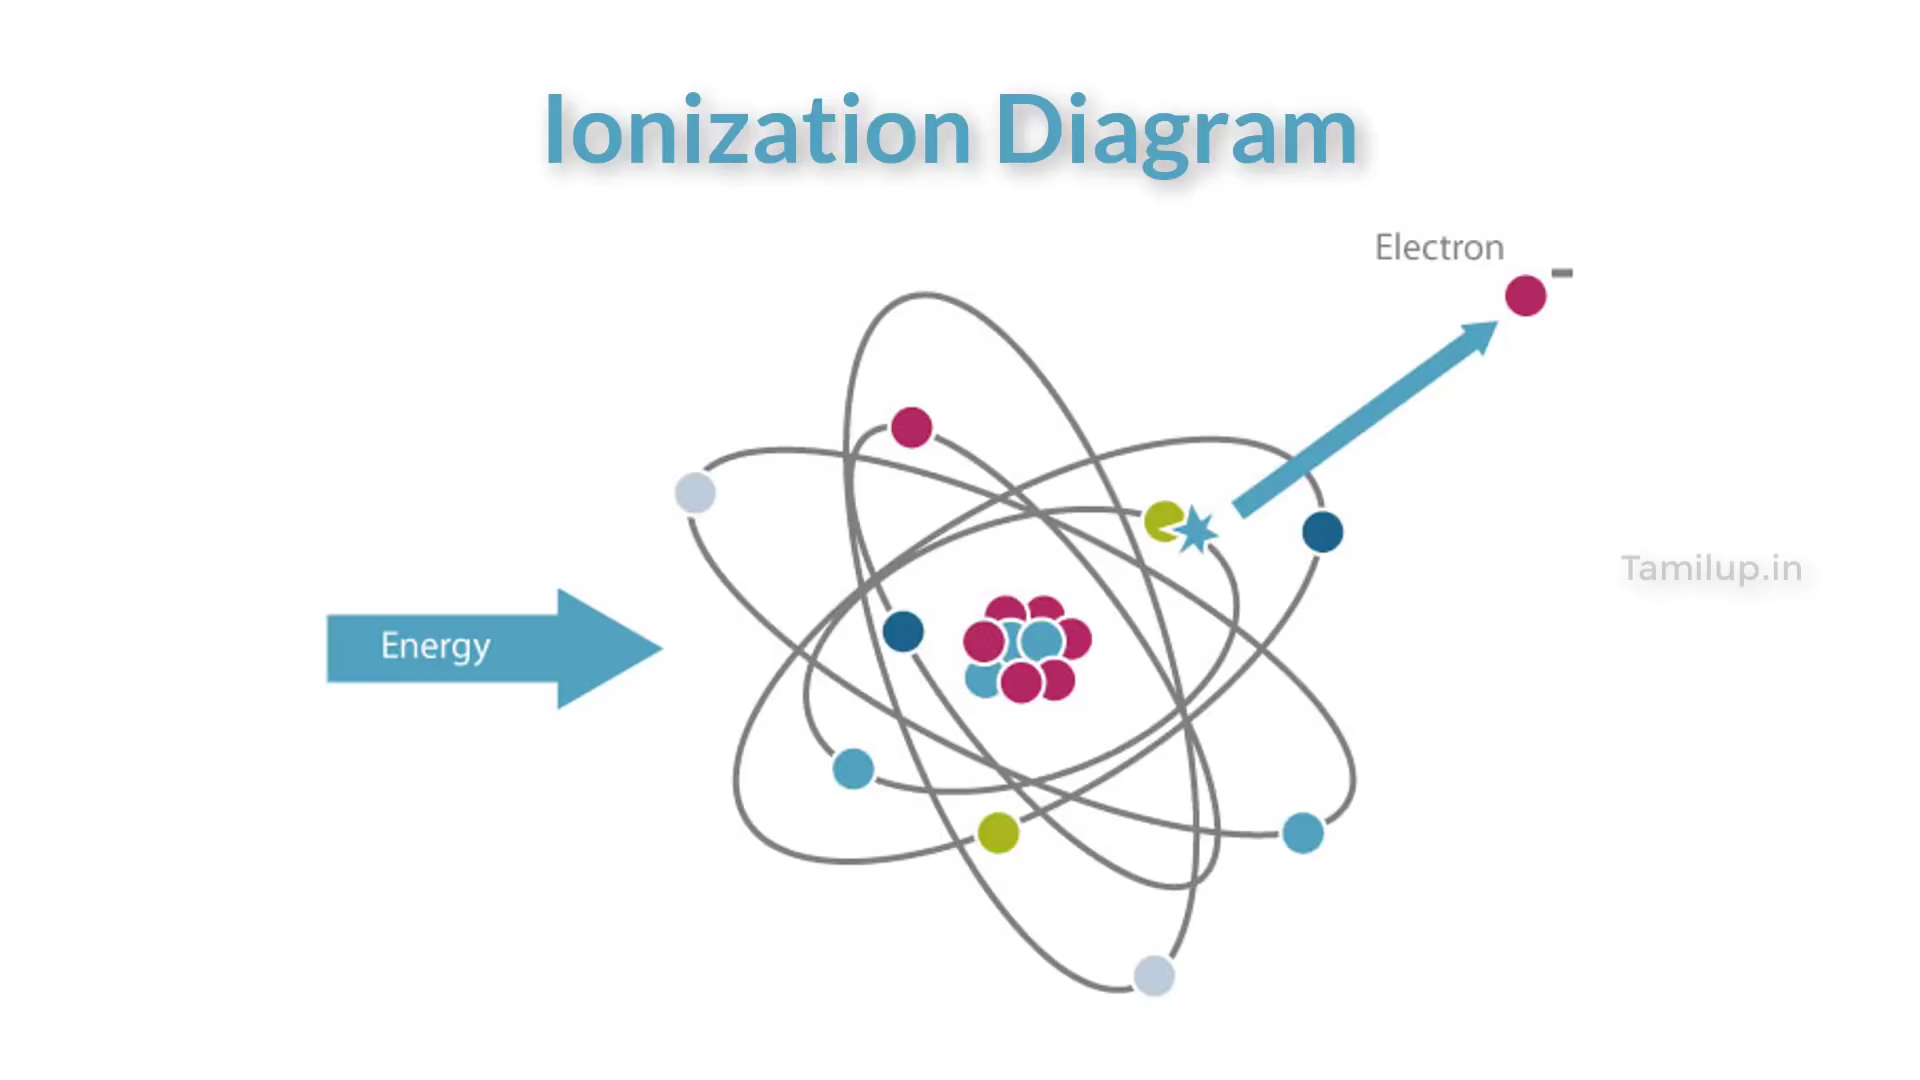 Ionization Diagram
Electron
-
Tamilup.in
Energy